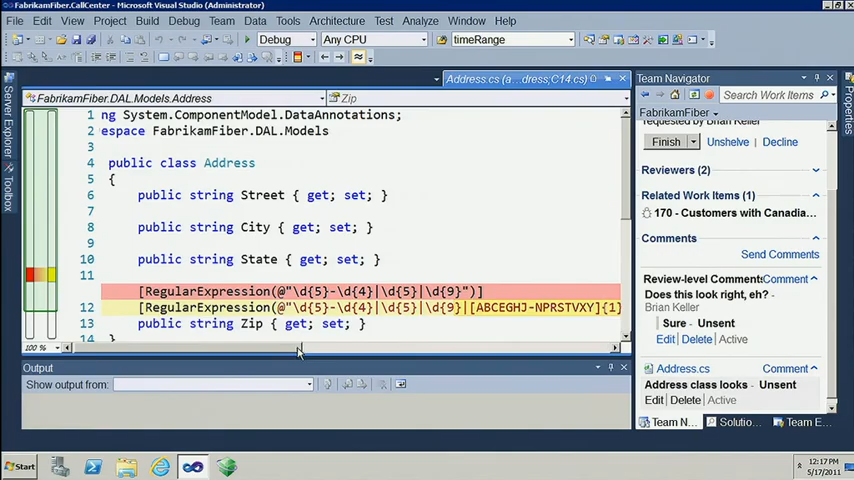 FabrikamFiber.CallCenter - Microsoft Visual Studio (Administrator)
File Edit View Project Build Debug Team Data Tools Architecture Test Analyze Window Help
Debug Any CPU timeRange
Server Explorer
Toolbox
Address.cs (a...dress;C14.cs)
FabrikamFiber.DAL.Models.Address Zip
1 ng System.ComponentModel.DataAnnotations;
2 espace FabrikamFiber.DAL.Models
3
4 public class Address
5 {
6 public string Street { get; set; }
7
8 public string City { get; set; }
9
10 public string State { get; set; }
11
[RegularExpression(@"\d{5}-\d{4}|\d{5}|\d{9}")]
12 [RegularExpression(@"\d{5}-\d{4}|\d{5}|\d{9}|[ABCEGHJ-NPRSTVXY]{1}
13 public string Zip { get; set; }
14 }
100 %
Output
Show output from:
Team Navigator
Search Work Items
FabrikamFiber
requested by Brian Keller
Finish Unshelve Decline
Reviewers (2)
Related Work Items (1)
170 - Customers with Canadia...
Comments
Send Comments
Review-level Comments Comment
Does this look right, eh?
Brian Keller
Sure - Unsent
Edit Delete Active
Address.cs Comment
Address class looks - Unsent
Edit Delete Active
Team N... Solutio... Team E...
Start
12:17 PM
5/17/2011